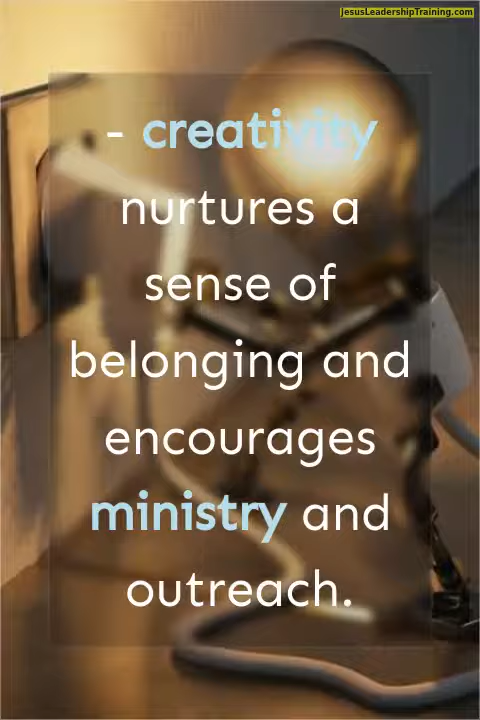 JesusLeadershipTraining.com
- creativity
nurtures a
sense of
belonging and
encourages
ministry and
outreach.